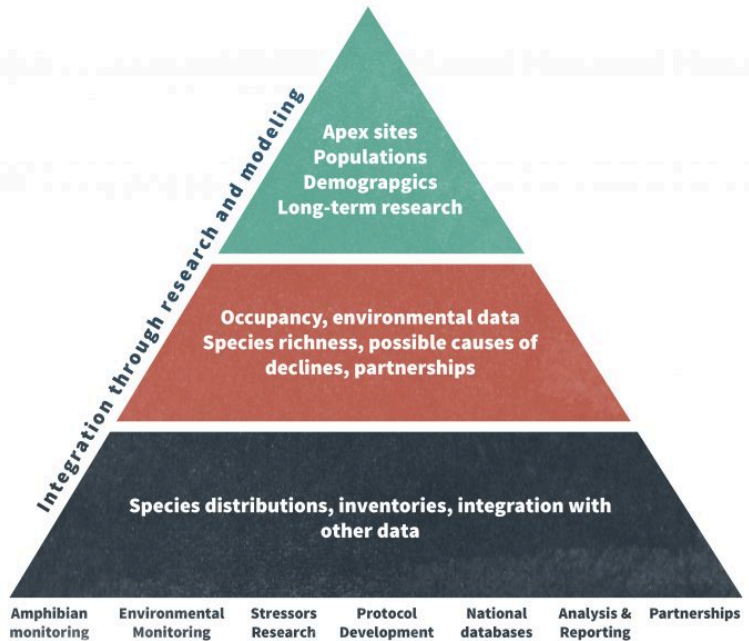 Integration through research and modeling
Apex sites
Populations
Demograpgics
Long-term research
Occupancy, environmental data
Species richness, possible causes of
declines, partnerships
Species distributions, inventories, integration with
other data
Amphibian
monitoring
Environmental
Monitoring
Stressors
Research
Protocol
Development
National
databases
Analysis &
Reporting
Partnerships